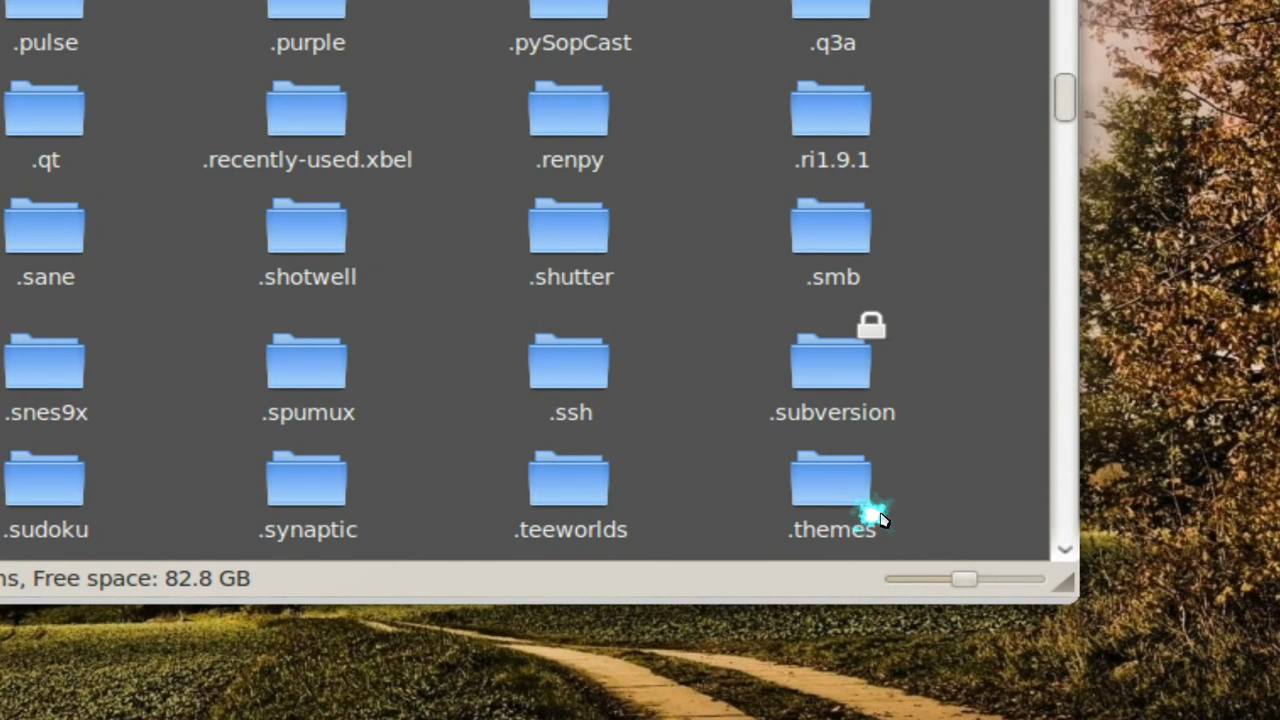 .pulse .purple .pySopCast .q3a
.qt .recently-used.xbel .renpy .ri1.9.1
.sane .shotwell .shutter .smb
.snes9x .spumux .ssh .subversion
.sudoku .synaptic .teeworlds .themes
Free space: 82.8 GB